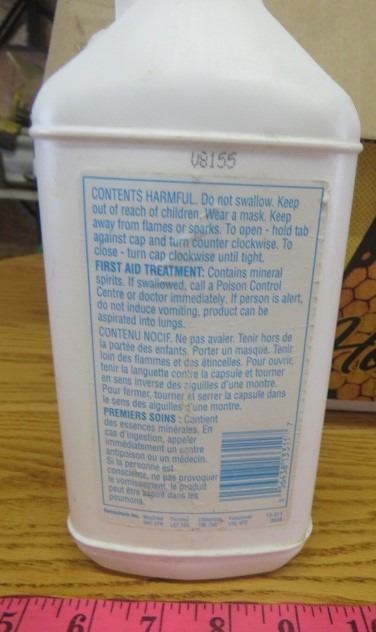 V8155
CONTENTS HARMFUL. Do not swallow. Keep
out of reach of children. Wear a mask. Keep
away from flames or sparks. To open - hold tab
against cap and turn counter clockwise. To
close - turn cap clockwise until tight.
FIRST AID TREATMENT: Contains mineral
spirits. If swallowed, call a Poison Control
Centre or doctor immediately. If person is alert,
do not induce vomiting, product can be
aspirated into lungs.
CONTENU NOCIF. Ne pas avaler. Tenir hors de
la portée des enfants. Porter un masque. Tenir
loin des flammes et des étincelles. Pour ouvrir,
tenir la languette contre la capsule et tourner
en sens inverse des aiguilles d'une montre.
Pour fermer, tourner et serrer la capsule dans
le sens des aiguilles d'une montre.
PREMIERS SOINS : Contient
des essences minérales. En
cas d'ingestion, appeler
immédiatement un centre
antipoison ou un médecin.
Si la personne est
consciente, ne pas provoquer
le vomissement, le produit
peut être aspiré dans les
poumons.
5 6 7 8 9 1